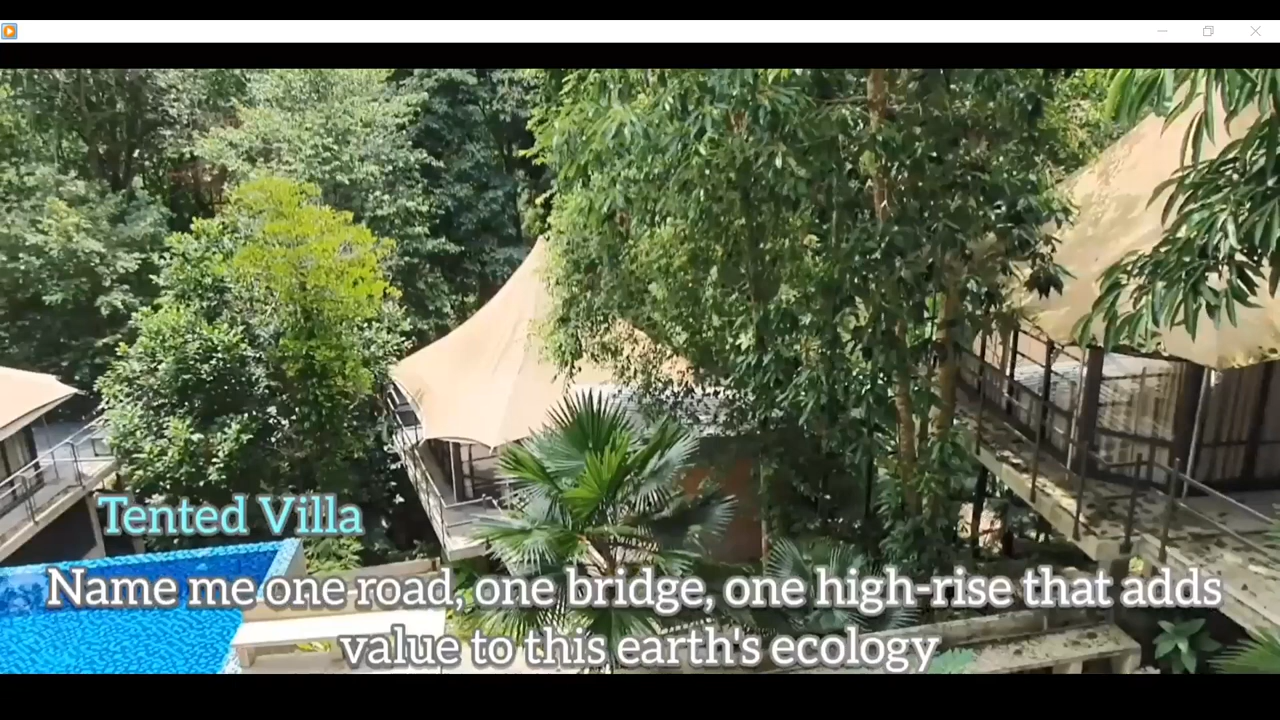 Tented Villa
Name me one road, one bridge, one high-rise that adds
value to this earth's ecology